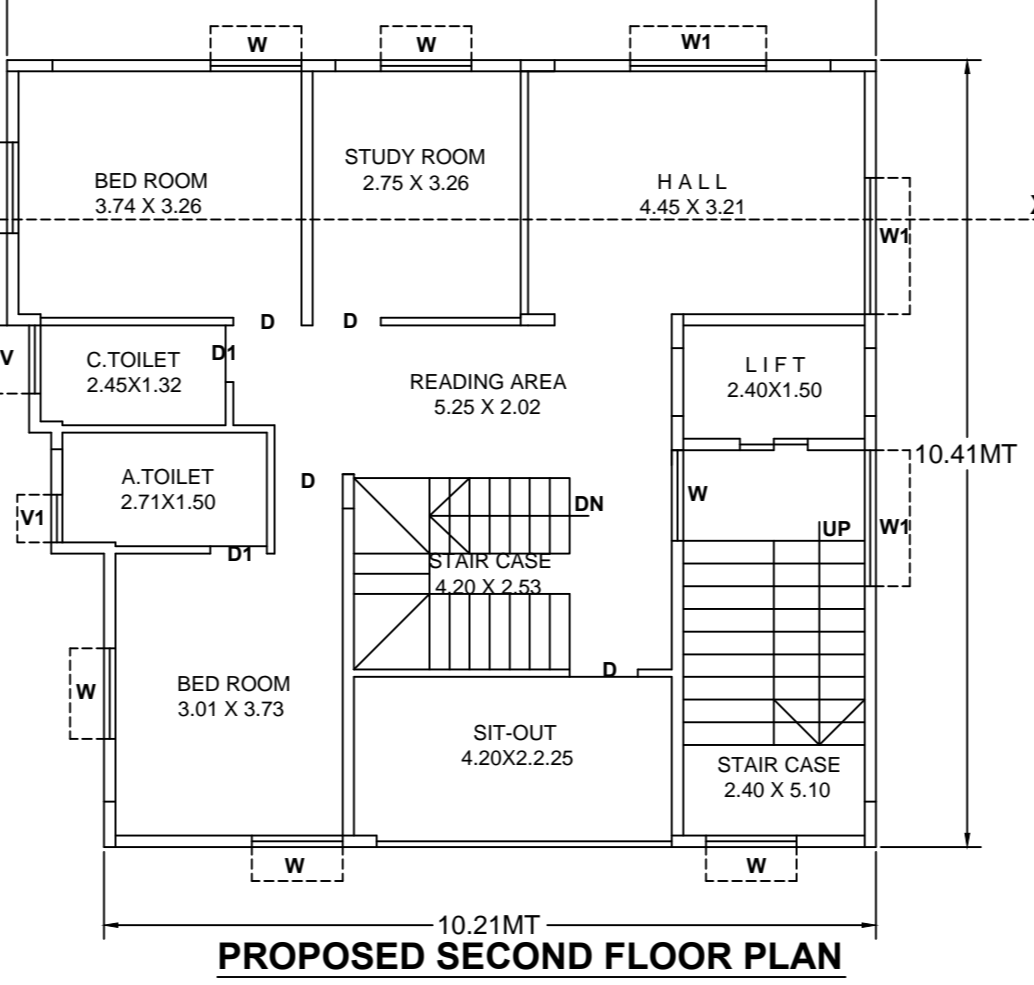 W
W
W1
BED ROOM
3.74 X 3.26
STUDY ROOM
2.75 X 3.26
H A L L
4.45 X 3.21
W1
D
D
V
C.TOILET
2.45X1.32
D1
READING AREA
5.25 X 2.02
L I F T
2.40X1.50
10.41MT
A.TOILET
2.71X1.50
V1
D
D1
DN
W
UP
W1
STAIR CASE
4.20 X 2.53
W
BED ROOM
3.01 X 3.73
D
SIT-OUT
4.20X2.2.25
STAIR CASE
2.40 X 5.10
W
W
10.21MT
PROPOSED SECOND FLOOR PLAN